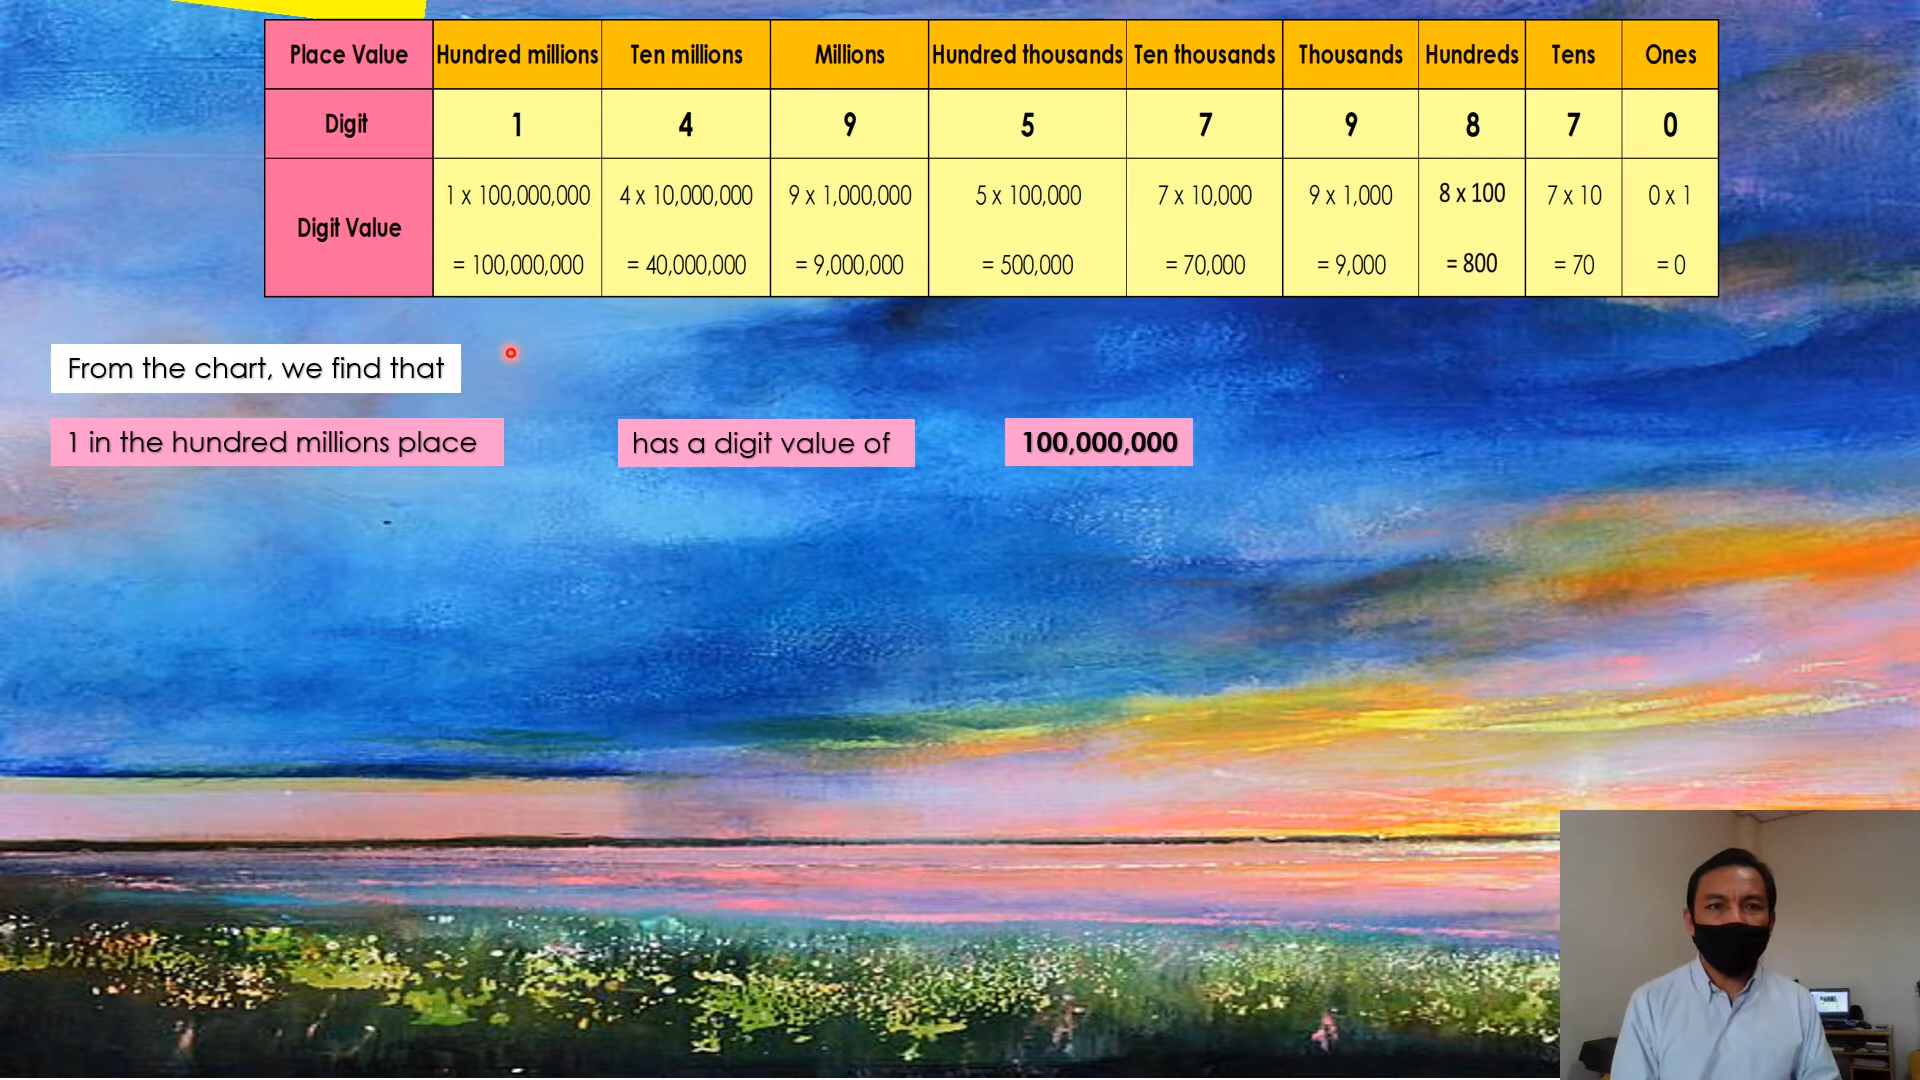 Place Value Hundred millions Ten millions Millions Hundred thousands Ten thousands Thousands Hundreds Tens Ones
Digit 1 4 9 5 7 9 8 7 0
Digit Value
1 x 100,000,000 4 x 10,000,000 9 x 1,000,000 5 x 100,000 7 x 10,000 9 x 1,000 8 x 100 7 x 10 0 x 1
= 100,000,000 = 40,000,000 = 9,000,000 = 500,000 = 70,000 = 9,000 = 800 = 70 = 0
From the chart, we find that
1 in the hundred millions place has a digit value of 100,000,000